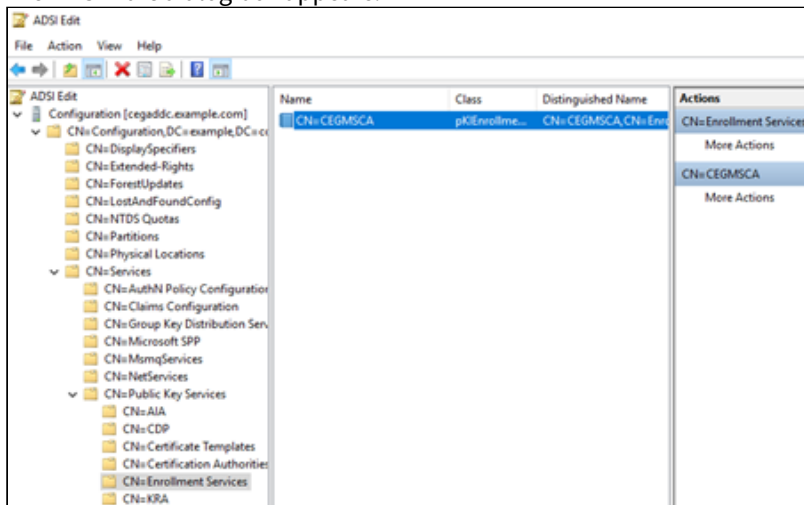 ADSI Edit
File Action View Help
ADSI Edit
Configuration [cegaddc.example.com]
CN=Configuration,DC=example,DC=co
CN=DisplaySpecifiers
CN=Extended-Rights
CN=ForestUpdates
CN=LostAndFoundConfig
CN=NTDS Quotas
CN=Partitions
CN=Physical Locations
CN=Services
CN=AuthN Policy Configuration
CN=Claims Configuration
CN=Group Key Distribution Serv
CN=Microsoft SPP
CN=MsmqServices
CN=NetServices
CN=Public Key Services
CN=AIA
CN=CDP
CN=Certificate Templates
CN=Certification Authorities
CN=Enrollment Services
CN=KRA
Name Class Distinguished Name
CN=CEGMSCA pKIEnrollme... CN=CEGMSCA,CN=Enro
Actions
CN=Enrollment Services
More Actions
CN=CEGMSCA
More Actions